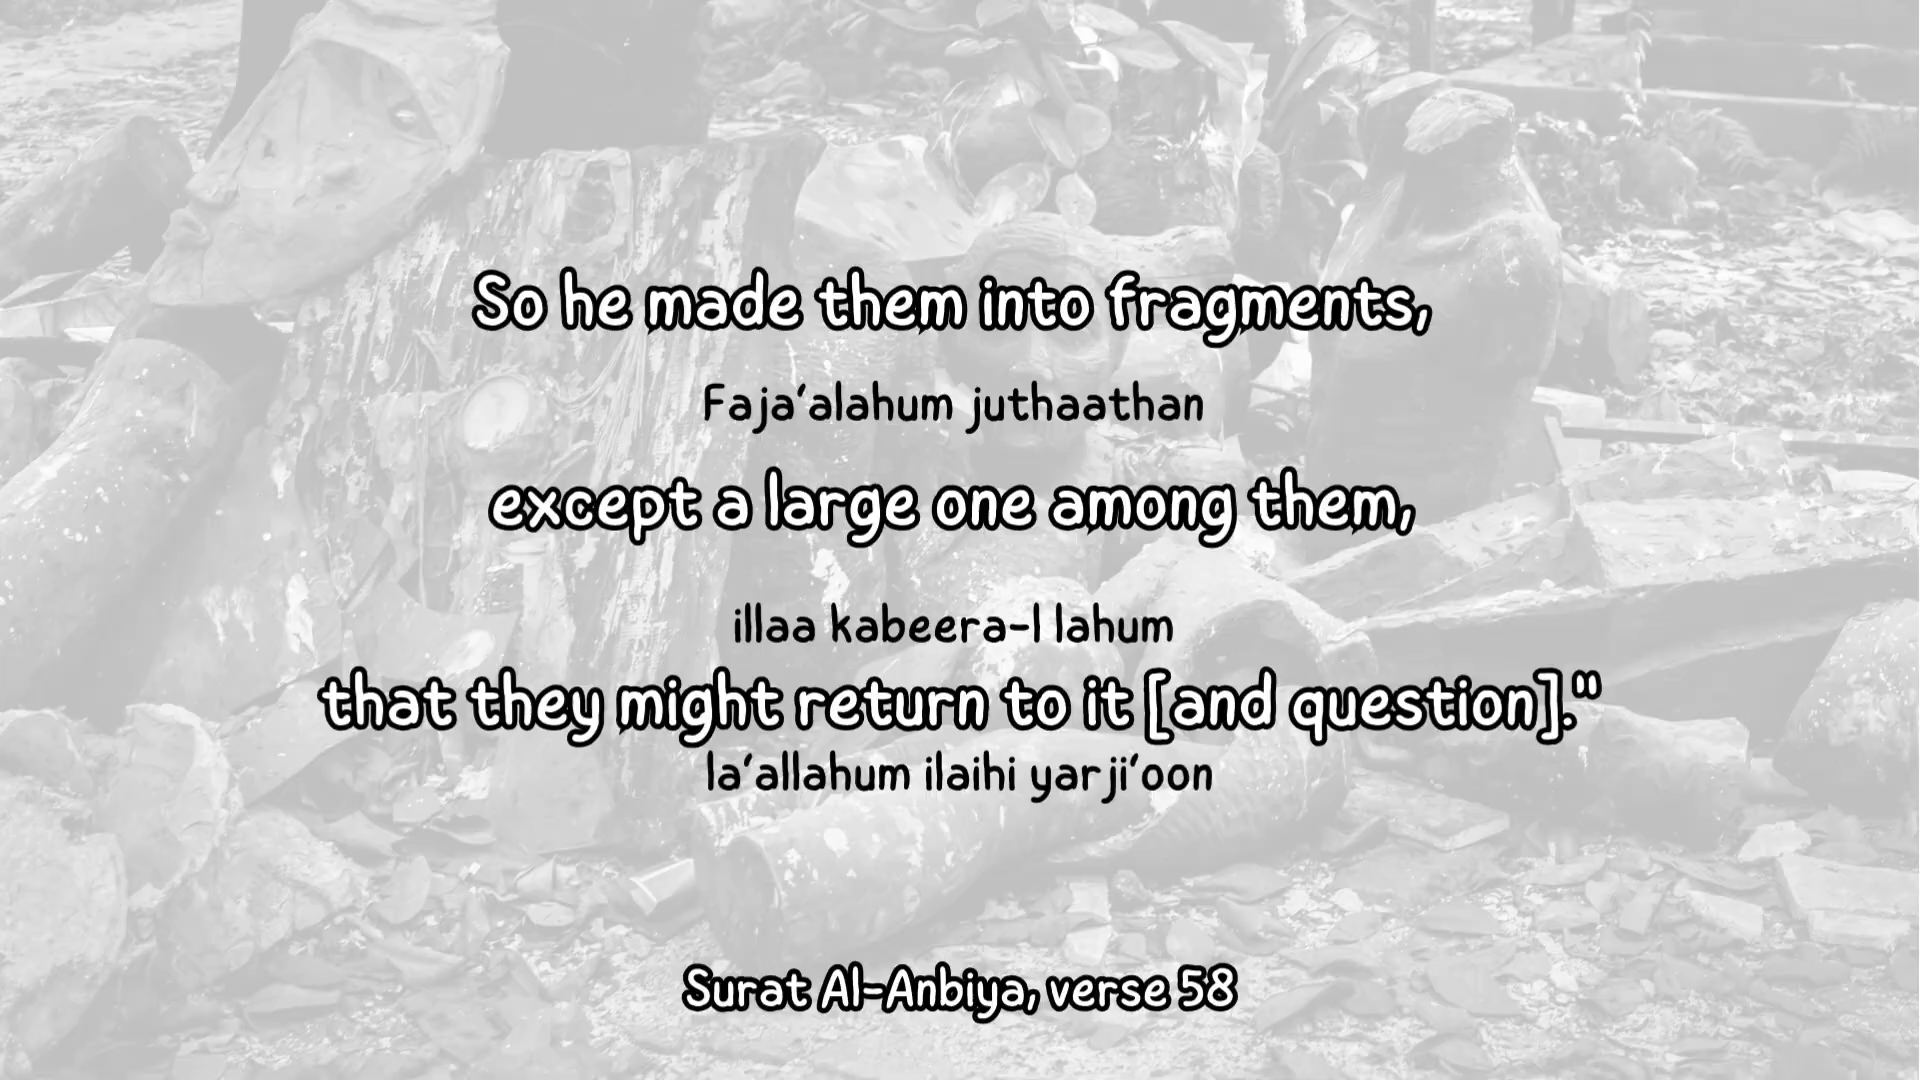 So he made them into fragments,
Faja‘alahum juthaathan
except a large one among them,
illaa kabeera-l lahum
that they might return to it [and question]."
la‘allahum ilaihi yarji‘oon
Surat Al-Anbiya, verse 58